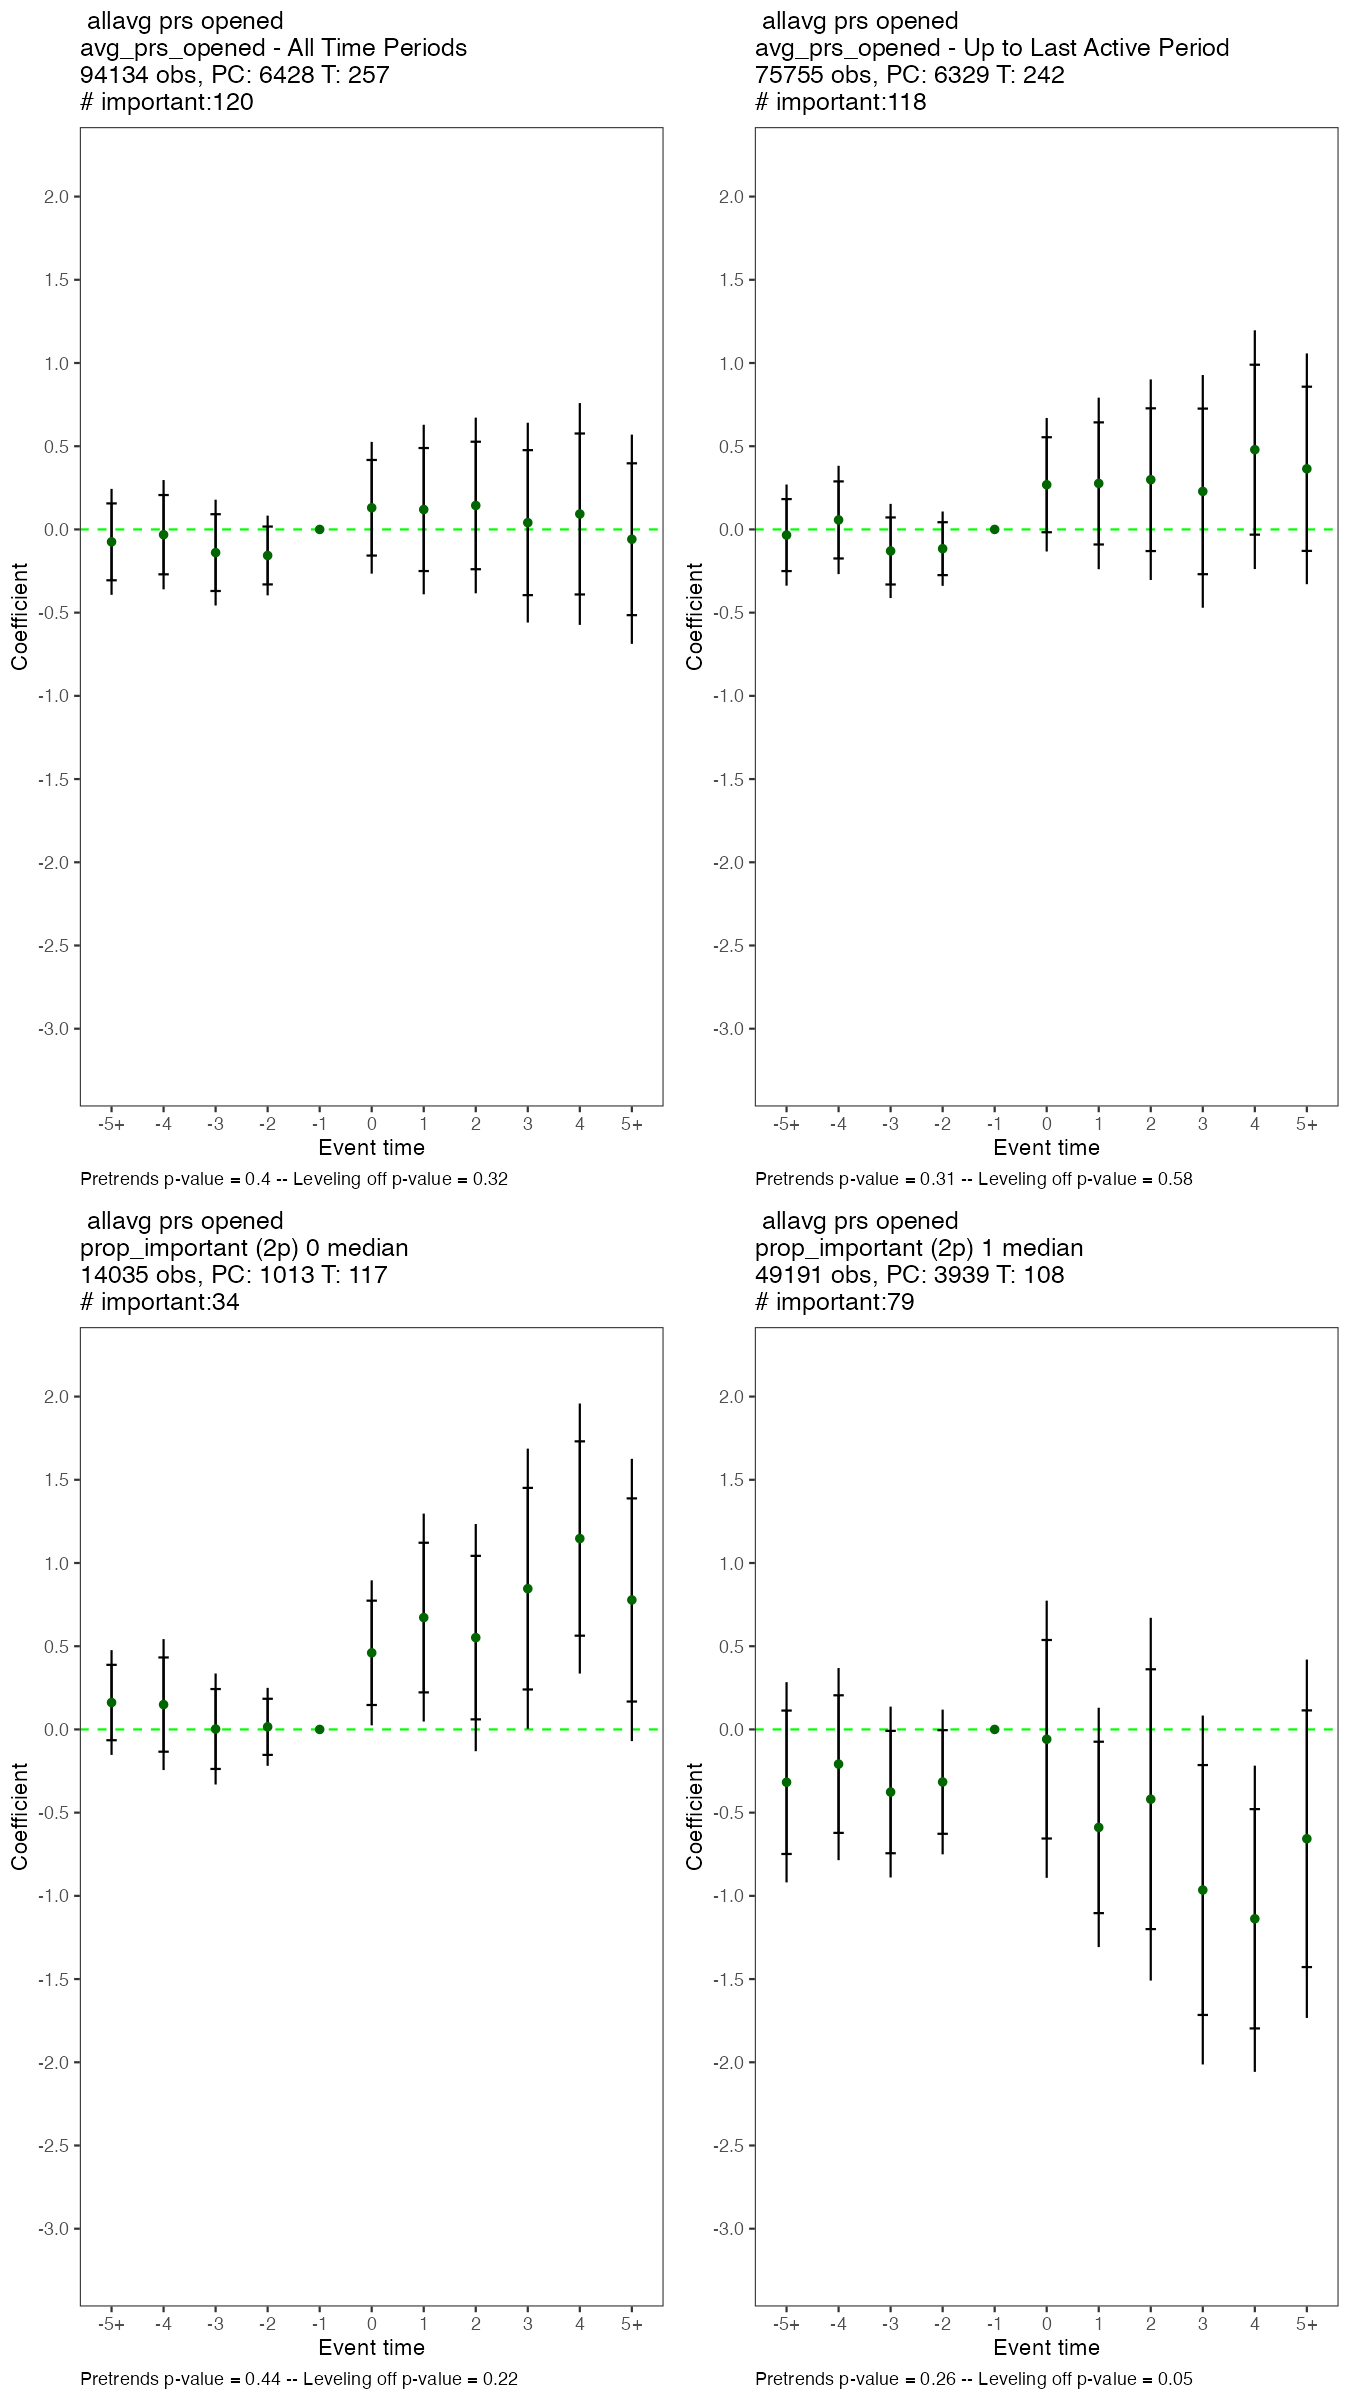 allavg prs opened
avg_prs_opened - All Time Periods
94134 obs, PC: 6428 T: 257
# important:120
2.0
1.5
1.0
0.5
0.0
-0.5
-1.0
-1.5
-2.0
-2.5
-3.0
Coefficient
-5+ -4 -3 -2 -1 0 1 2 3 4 5+
Event time
Pretrends p-value = 0.4 -- Leveling off p-value = 0.32
allavg prs opened
avg_prs_opened - Up to Last Active Period
75755 obs, PC: 6329 T: 242
# important:118
2.0
1.5
1.0
0.5
0.0
-0.5
-1.0
-1.5
-2.0
-2.5
-3.0
Coefficient
-5+ -4 -3 -2 -1 0 1 2 3 4 5+
Event time
Pretrends p-value = 0.31 -- Leveling off p-value = 0.58
allavg prs opened
prop_important (2p) 0 median
14035 obs, PC: 1013 T: 117
# important:34
2.0
1.5
1.0
0.5
0.0
-0.5
-1.0
-1.5
-2.0
-2.5
-3.0
Coefficient
-5+ -4 -3 -2 -1 0 1 2 3 4 5+
Event time
Pretrends p-value = 0.44 -- Leveling off p-value = 0.22
allavg prs opened
prop_important (2p) 1 median
49191 obs, PC: 3939 T: 108
# important:79
2.0
1.5
1.0
0.5
0.0
-0.5
-1.0
-1.5
-2.0
-2.5
-3.0
Coefficient
-5+ -4 -3 -2 -1 0 1 2 3 4 5+
Event time
Pretrends p-value = 0.26 -- Leveling off p-value = 0.05